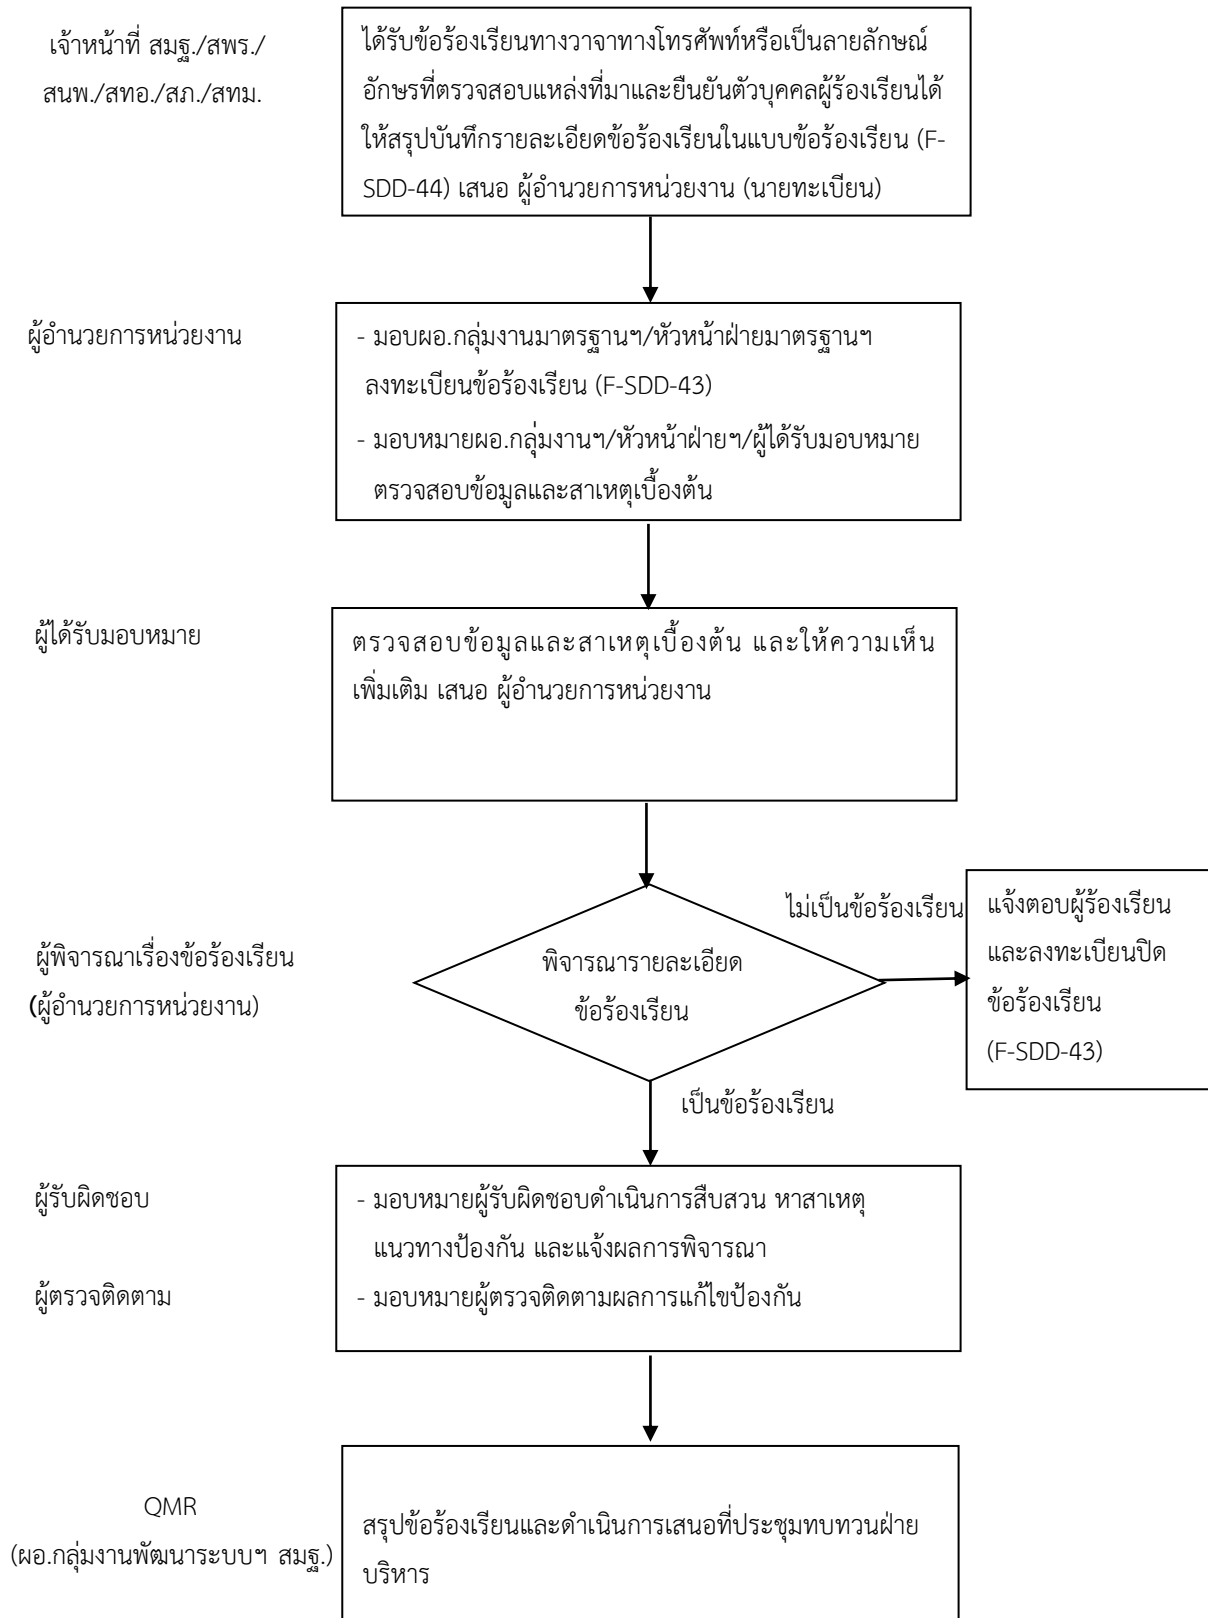 เจ้าหน้าที่ สมฐ./สพร./
สนพ./สทอ./สภ./สทม.
ได้รับข้อร้องเรียนทางวาจาทางโทรศัพท์หรือเป็นลายลักษณ์
อักษรที่ตรวจสอบแหล่งที่มาและยืนยันตัวบุคคลผู้ร้องเรียนได้
ให้สรุปบันทึกรายละเอียดข้อร้องเรียนในแบบข้อร้องเรียน (F-
SDD-44) เสนอ ผู้อำนวยการหน่วยงาน (นายทะเบียน)
ผู้อำนวยการหน่วยงาน
- มอบผอ.กลุ่มงานมาตรฐานฯ/หัวหน้าฝ่ายมาตรฐานฯ
ลงทะเบียนข้อร้องเรียน (F-SDD-43)
- มอบหมายผอ.กลุ่มงานฯ/หัวหน้าฝ่ายฯ/ผู้ได้รับมอบหมาย
ตรวจสอบข้อมูลและสาเหตุเบื้องต้น
ผู้ได้รับมอบหมาย
ตรวจสอบข้อมูลและสาเหตุเบื้องต้น และให้ความเห็น
เพิ่มเติม เสนอ ผู้อำนวยการหน่วยงาน
ผู้พิจารณาเรื่องข้อร้องเรียน
(ผู้อำนวยการหน่วยงาน)
พิจารณารายละเอียด
ข้อร้องเรียน
ไม่เป็นข้อร้องเรียน
แจ้งตอบผู้ร้องเรียน
และลงทะเบียนปิด
ข้อร้องเรียน
(F-SDD-43)
เป็นข้อร้องเรียน
ผู้รับผิดชอบ
- มอบหมายผู้รับผิดชอบดำเนินการสืบสวน หาสาเหตุ
แนวทางป้องกัน และแจ้งผลการพิจารณา
ผู้ตรวจติดตาม
- มอบหมายผู้ตรวจติดตามผลการแก้ไขป้องกัน
QMR
(ผอ.กลุ่มงานพัฒนาระบบฯ สมฐ.)
สรุปข้อร้องเรียนและดำเนินการเสนอที่ประชุมทบทวนฝ่าย
บริหาร